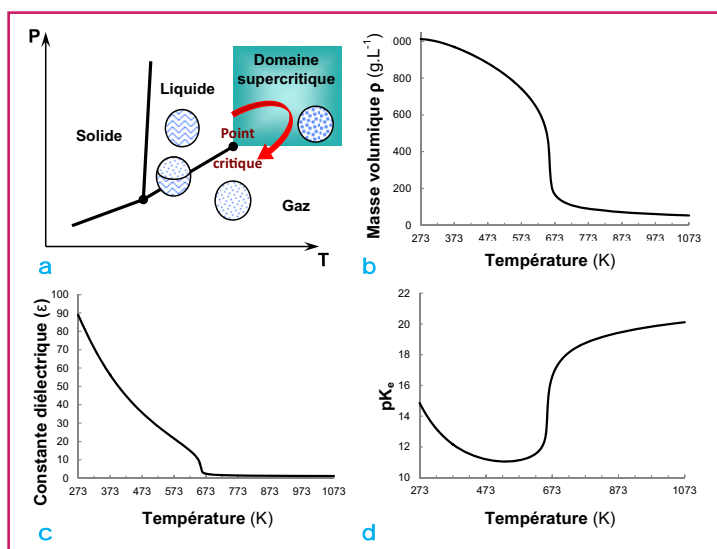 P
Domaine
supercritique
Liquide
Solide
Point
critique
Gaz
T
a
Masse volumique ρ (g.L⁻¹)
000
800
600
400
200
0
273 373 473 573 673 773 873 973 1073
Température (K)
b
Constante diélectrique (ε)
100
90
80
70
60
50
40
30
20
10
0
273 373 473 573 673 773 873 973 1073
Température (K)
c
pKₑ
22
20
18
16
14
12
10
273 473 673 873 1073
Température (K)
d